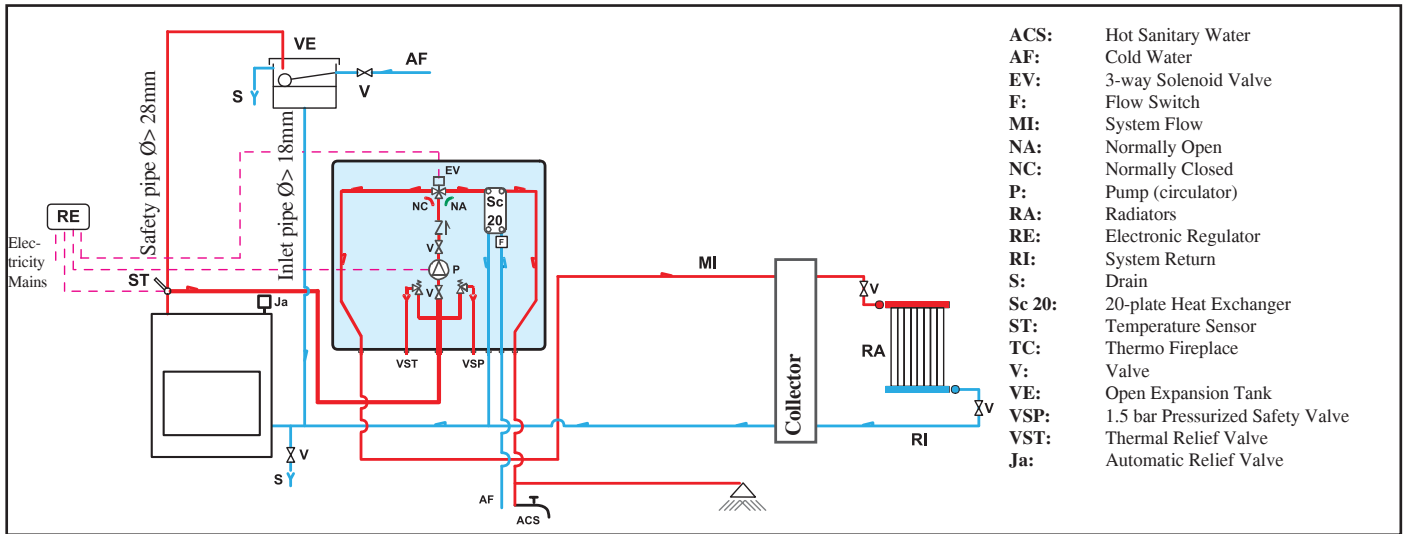 VE
AF
S
V
Safety pipe Ø> 28mm
Inlet pipe Ø> 18mm
EV
NC
NA
Sc
20
F
V
P
V
RE
Elec-
tricity
Mains
ST
Ja
VST
VSP
MI
V
RA
Collector
V
RI
V
S
AF
ACS
ACS: Hot Sanitary Water
AF: Cold Water
EV: 3-way Solenoid Valve
F: Flow Switch
MI: System Flow
NA: Normally Open
NC: Normally Closed
P: Pump (circulator)
RA: Radiators
RE: Electronic Regulator
RI: System Return
S: Drain
Sc 20: 20-plate Heat Exchanger
ST: Temperature Sensor
TC: Thermo Fireplace
V: Valve
VE: Open Expansion Tank
VSP: 1.5 bar Pressurized Safety Valve
VST: Thermal Relief Valve
Ja: Automatic Relief Valve